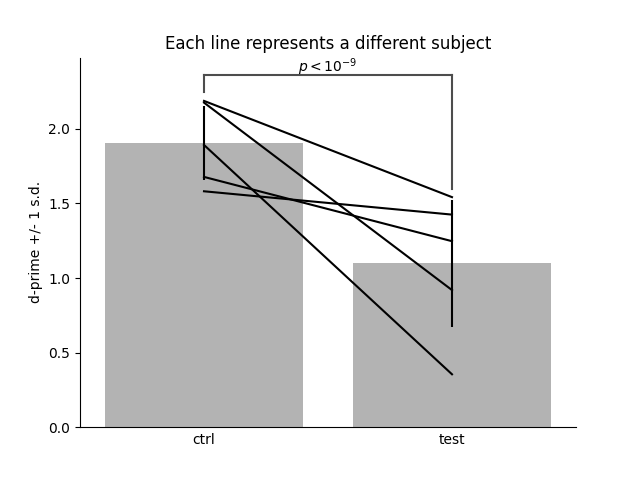 Each line represents a different subject
p < 10⁻⁹
d-prime +/- 1 s.d.
2.0
1.5
1.0
0.5
0.0
ctrl test